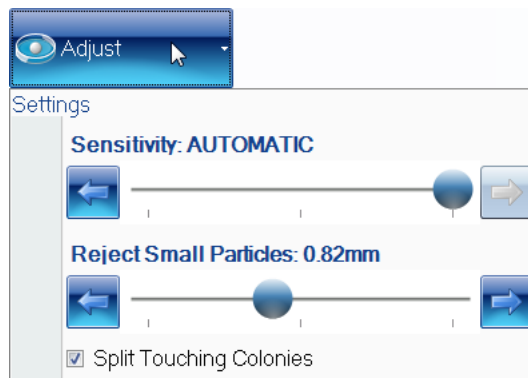 Adjust
Settings
Sensitivity: AUTOMATIC
Reject Small Particles: 0.82mm
Split Touching Colonies